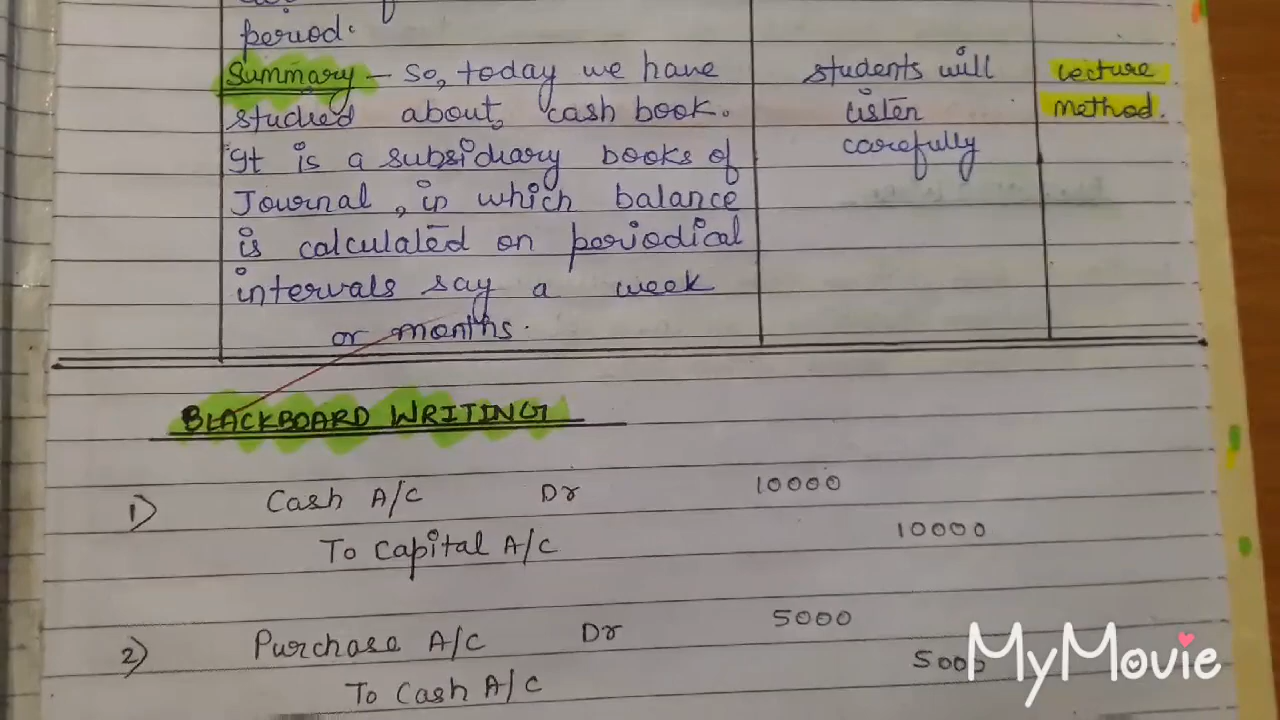 period.
Summary - So, today we have
studied about, cash book.
It is a subsidiary books of
Journal, in which balance
is calculated on periodical
intervals say a week
or months.
students will
listen
carefully
lecture
method.
BLACKBOARD WRITING
1) Cash A/C Dr 10000
To Capital A/C 10000
2) Purchase A/C Dr 5000
To Cash A/C 5000
MyMovie